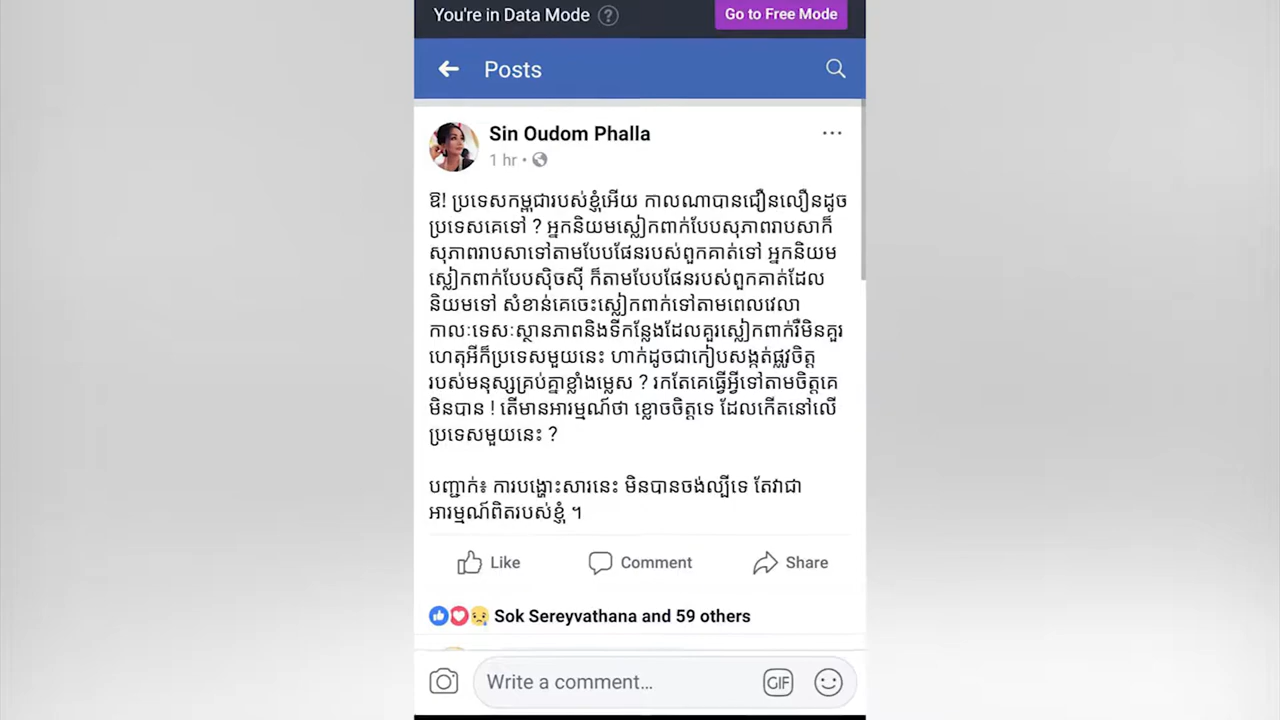 You're in Data Mode ?
Go to Free Mode
Posts
Sin Oudom Phalla
1 hr •
ឱ! ប្រទេសកម្ពុជារបស់ខ្ញុំអើយ កាលណាបានជឿនលឿនដូច
ប្រទេសគេទៅ ? អ្នកនិយមស្លៀកពាក់បែបសុភាពរាបសាក៏
សុភាពរាបសាទៅតាមបែបផែនរបស់ពួកគាត់ទៅ អ្នកនិយម
ស្លៀកពាក់បែបស៊ិចស៊ី ក៏តាមបែបផែនរបស់ពួកគាត់ដែល
និយមទៅ សំខាន់គេចេះស្លៀកពាក់ទៅតាមពេលវេលា
កាលៈទេសៈស្ថានភាពនិងទីកន្លែងដែលគួរស្លៀកពាក់រឺមិនគួរ
ហេតុអីក៏ប្រទេសមួយនេះ ហាក់ដូចជាកៀបសង្កត់ផ្លូវចិត្ត
របស់មនុស្សគ្រប់គ្នាខ្លាំងម្លេស ? រកតែគេធ្វើអ្វីទៅតាមចិត្តគេ
មិនបាន ! តើមានអារម្មណ៍ថា ខ្លោចចិត្តទេ ដែលកើតនៅលើ
ប្រទេសមួយនេះ ?
បញ្ជាក់៖ ការបង្ហោះសារនេះ មិនបានចង់ល្បីទេ តែវាជា
អារម្មណ៍ពិតរបស់ខ្ញុំ ។
Like
Comment
Share
Sok Sereyvathana and 59 others
Write a comment...
GIF